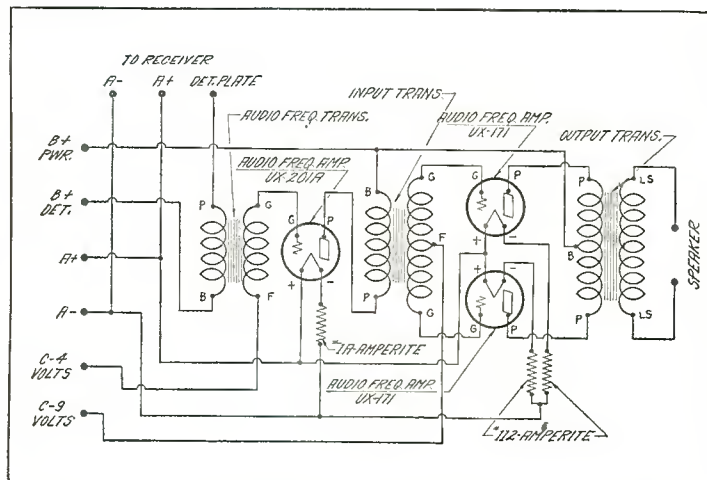 TO RECEIVER
A- A+ DET. PLATE
INPUT TRANS.
AUDIO FREQ. TRANS.
AUDIO FREQ. AMP.
UX-171
OUTPUT TRANS.
B+
PWR.
AUDIO FREQ. AMP.
UX-201A
B+
DET.
P G G P B G G P P LS
A+
+ - F + - B
SPEAKER
A-
B F + - P G P P LS
1A-AMPERITE
C-4
VOLTS
AUDIO FREQ. AMP.
UX-171
C-9
VOLTS
112-AMPERITE